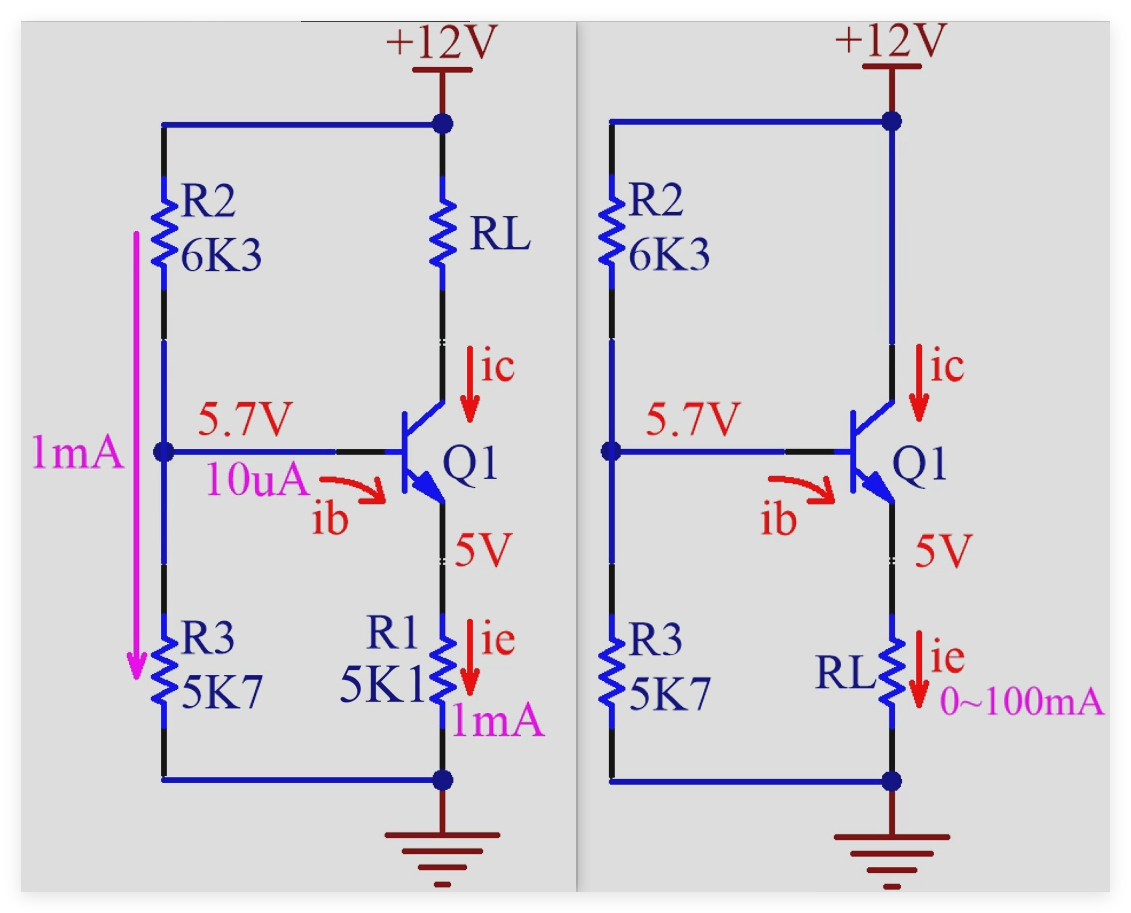 +12V
R2
6K3
RL
ic
5.7V
1mA
10uA
Q1
ib
5V
R3
5K7
R1
5K1
ie
1mA
+12V
R2
6K3
ic
5.7V
Q1
ib
5V
R3
5K7
RL
ie
0~100mA